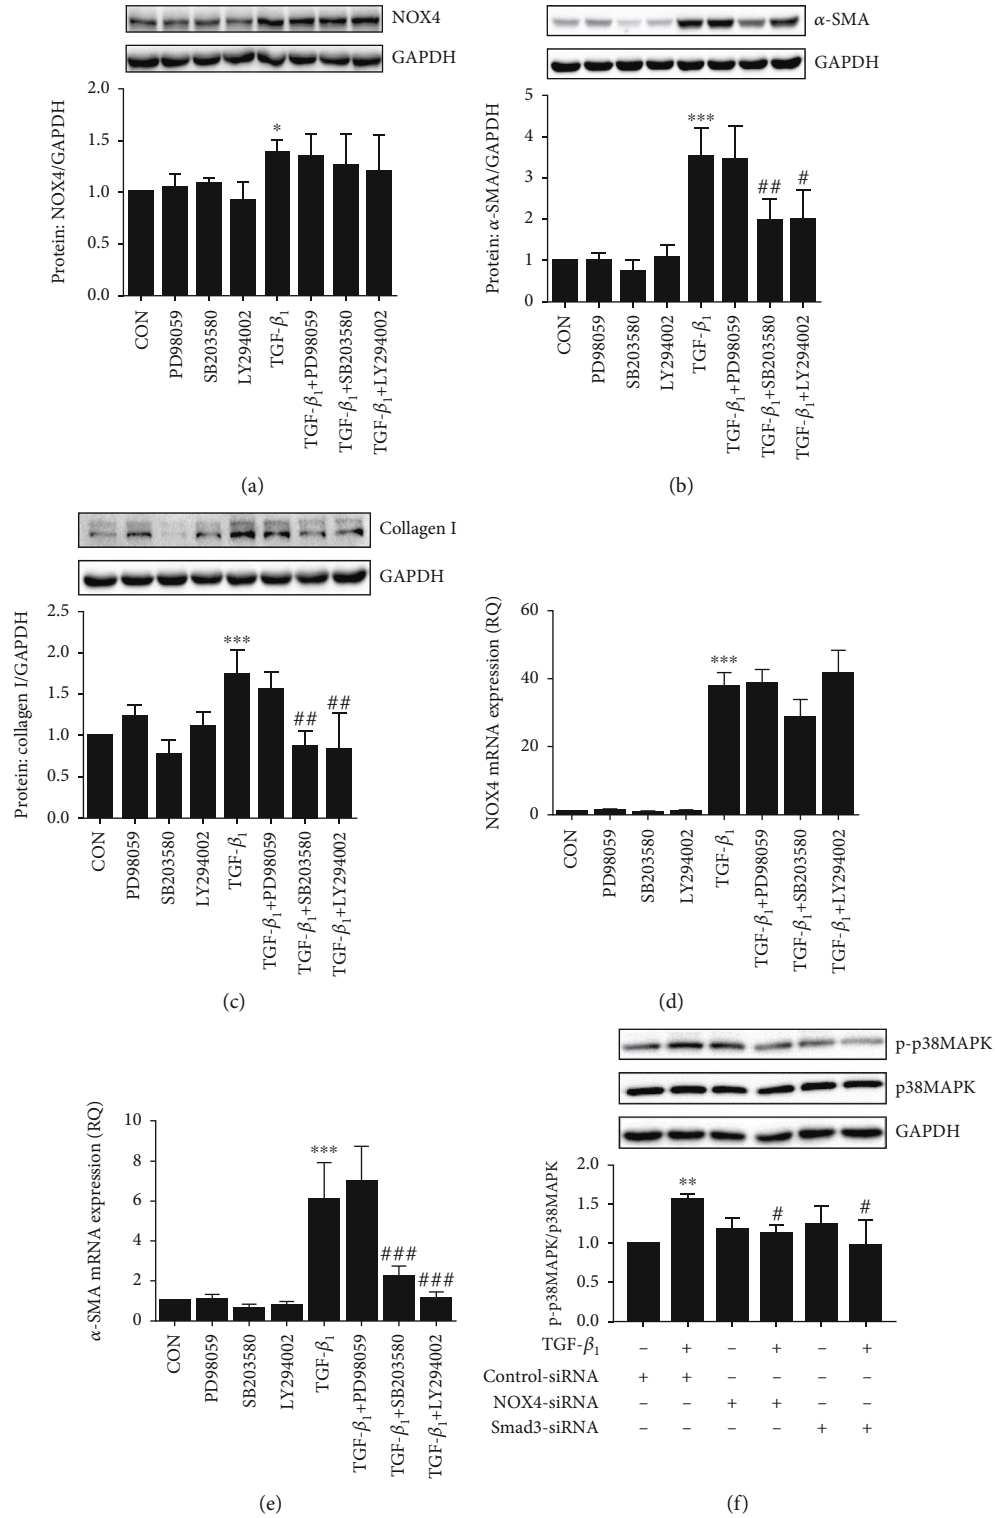 NOX4
GAPDH
Protein: NOX4/GAPDH
2.0
1.5
1.0
0.5
0.0
*
CON
PD98059
SB203580
LY294002
TGF-β₁
TGF-β₁+PD98059
TGF-β₁+SB203580
TGF-β₁+LY294002
(a)
α-SMA
GAPDH
Protein: α-SMA/GAPDH
5
4
3
2
1
0
***
##
#
CON
PD98059
SB203580
LY294002
TGF-β₁
TGF-β₁+PD98059
TGF-β₁+SB203580
TGF-β₁+LY294002
(b)
Collagen I
GAPDH
Protein: collagen I/GAPDH
2.5
2.0
1.5
1.0
0.5
0.0
***
##
##
CON
PD98059
SB203580
LY294002
TGF-β₁
TGF-β₁+PD98059
TGF-β₁+SB203580
TGF-β₁+LY294002
(c)
NOX4 mRNA expression (RQ)
60
40
20
0
***
CON
PD98059
SB203580
LY294002
TGF-β₁
TGF-β₁+PD98059
TGF-β₁+SB203580
TGF-β₁+LY294002
(d)
α-SMA mRNA expression (RQ)
10
8
6
4
2
0
***
###
###
CON
PD98059
SB203580
LY294002
TGF-β₁
TGF-β₁+PD98059
TGF-β₁+SB203580
TGF-β₁+LY294002
(e)
p-p38MAPK
p38MAPK
GAPDH
p-p38MAPK/p38MAPK
2.0
1.5
1.0
0.5
0.0
**
#
#
TGF-β₁ – + – + – +
Control-siRNA + + – – – –
NOX4-siRNA – – + + – –
Smad3-siRNA – – – – + +
(f)